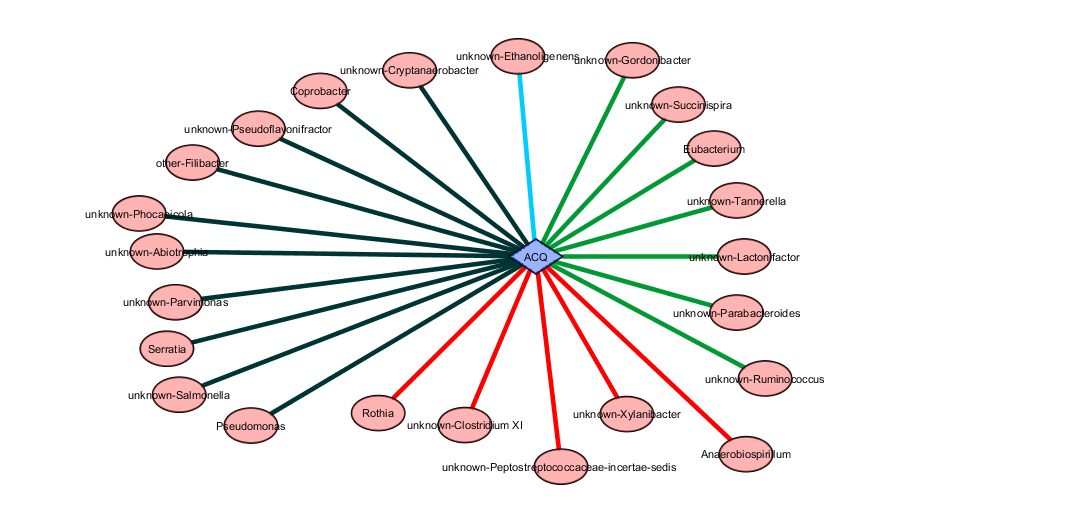 unknown-Ethanoligenens
unknown-Gordonibacter
unknown-Cryptanaerobacter
Coprobacter
unknown-Succinispira
unknown-Pseudoflavonifractor
Eubacterium
other-Filibacter
unknown-Tannerella
unknown-Phocaeicola
unknown-Abiotrophia
ACQ
unknown-Lactonifactor
unknown-Parvimonas
unknown-Parabacteroides
Serratia
unknown-Ruminococcus
unknown-Salmonella
Rothia
unknown-Xylanibacter
Pseudomonas
unknown-Clostridium XI
Anaerobiospirillum
unknown-Peptostreptococcaceae-incertae-sedis